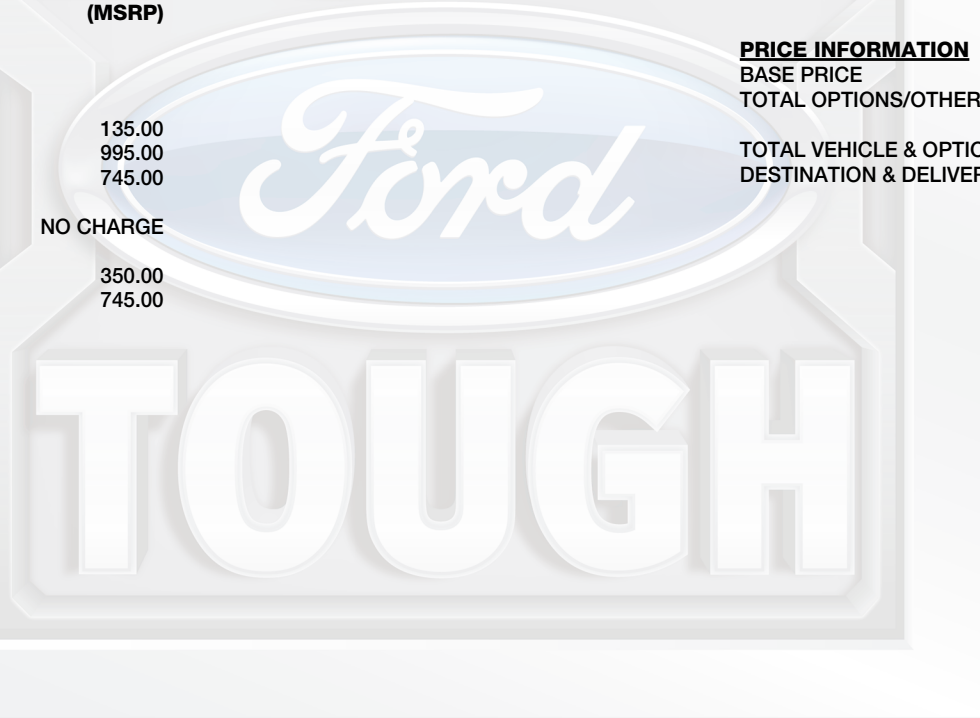 (MSRP)
135.00
995.00
745.00
NO CHARGE
350.00
745.00
PRICE INFORMATION
BASE PRICE
TOTAL OPTIONS/OTHER
TOTAL VEHICLE & OPTIO
DESTINATION & DELIVER
Ford
TOUGH